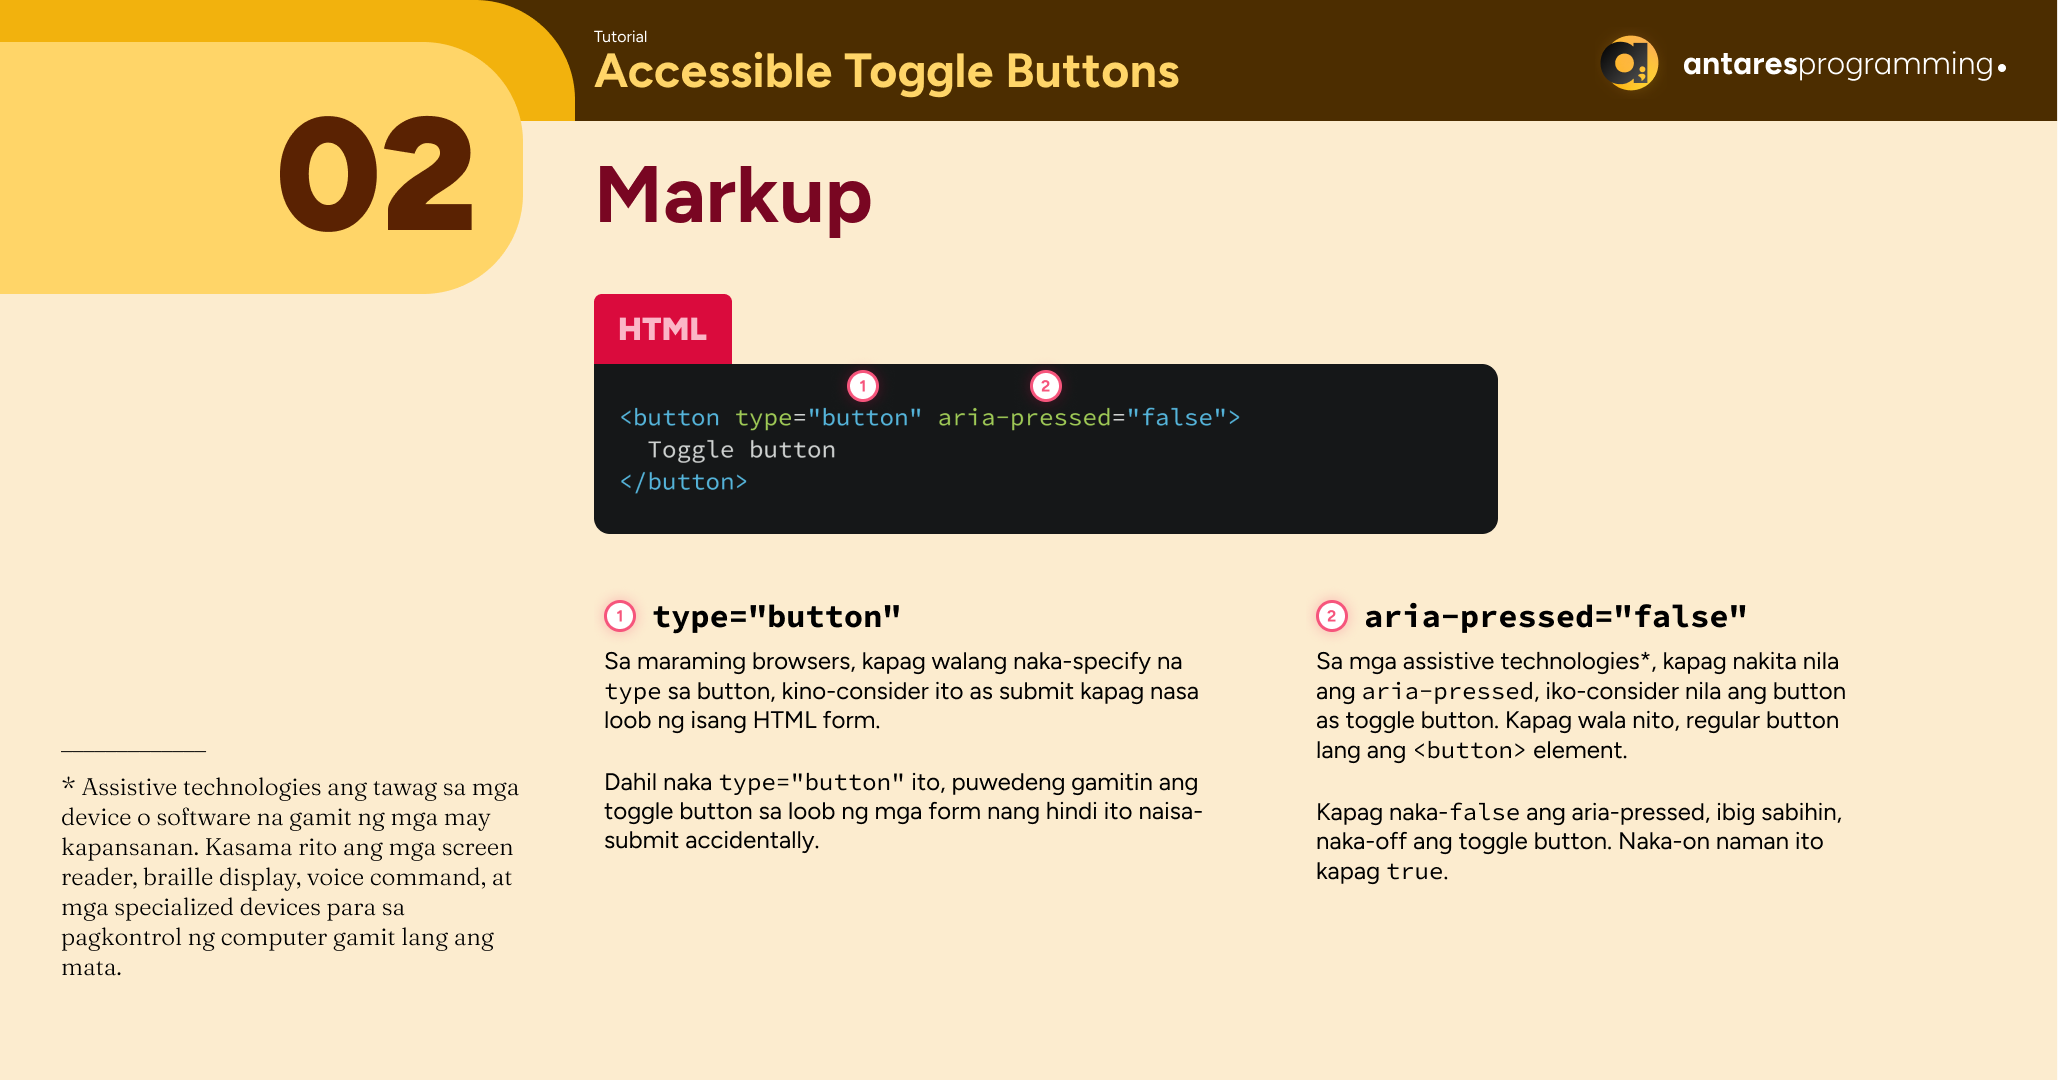 02
Tutorial
Accessible Toggle Buttons
antaresprogramming.
Markup
HTML
1 2
<button type="button" aria-pressed="false">
  Toggle button
</button>
1 type="button"
Sa maraming browsers, kapag walang naka-specify na
type sa button, kino-consider ito as submit kapag nasa
loob ng isang HTML form.
Dahil naka type="button" ito, puwedeng gamitin ang
toggle button sa loob ng mga form nang hindi ito naisa-
submit accidentally.
2 aria-pressed="false"
Sa mga assistive technologies*, kapag nakita nila
ang aria-pressed, iko-consider nila ang button
as toggle button. Kapag wala nito, regular button
lang ang <button> element.
Kapag naka-false ang aria-pressed, ibig sabihin,
naka-off ang toggle button. Naka-on naman ito
kapag true.
* Assistive technologies ang tawag sa mga
device o software na gamit ng mga may
kapansanan. Kasama rito ang mga screen
reader, braille display, voice command, at
mga specialized devices para sa
pagkontrol ng computer gamit lang ang
mata.